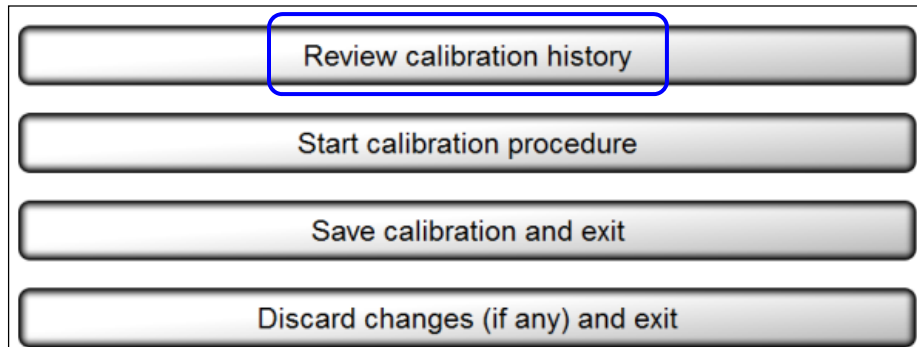 Review calibration history
Start calibration procedure
Save calibration and exit
Discard changes (if any) and exit